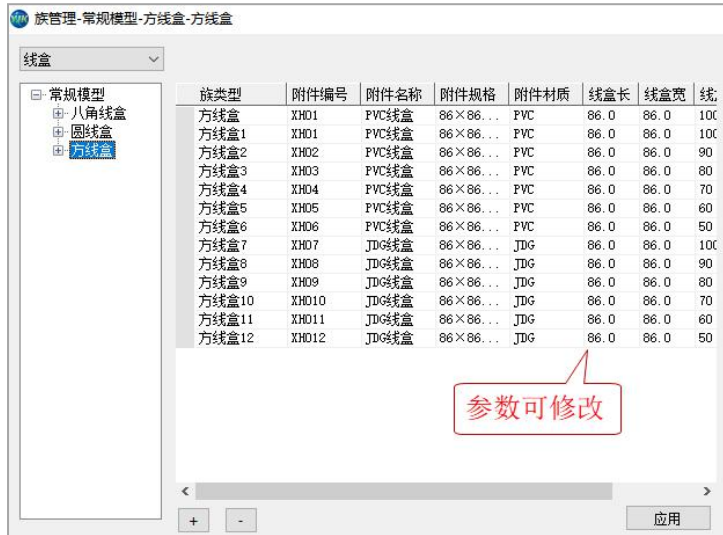 YJK 族管理-常规模型-方线盒-方线盒
线盒
常规模型
八角线盒
圆线盒
方线盒
族类型 附件编号 附件名称 附件规格 附件材质 线盒长 线盒宽 线
方线盒 XH01 PVC线盒 86×86... PVC 86.0 86.0 100
方线盒1 XH01 PVC线盒 86×86... PVC 86.0 86.0 100
方线盒2 XH02 PVC线盒 86×86... PVC 86.0 86.0 90
方线盒3 XH03 PVC线盒 86×86... PVC 86.0 86.0 80
方线盒4 XH04 PVC线盒 86×86... PVC 86.0 86.0 70
方线盒5 XH05 PVC线盒 86×86... PVC 86.0 86.0 60
方线盒6 XH06 PVC线盒 86×86... PVC 86.0 86.0 50
方线盒7 XH07 JDG线盒 86×86... JDG 86.0 86.0 100
方线盒8 XH08 JDG线盒 86×86... JDG 86.0 86.0 90
方线盒9 XH09 JDG线盒 86×86... JDG 86.0 86.0 80
方线盒10 XH010 JDG线盒 86×86... JDG 86.0 86.0 70
方线盒11 XH011 JDG线盒 86×86... JDG 86.0 86.0 60
方线盒12 XH012 JDG线盒 86×86... JDG 86.0 86.0 50
参数可修改
+ - 应用